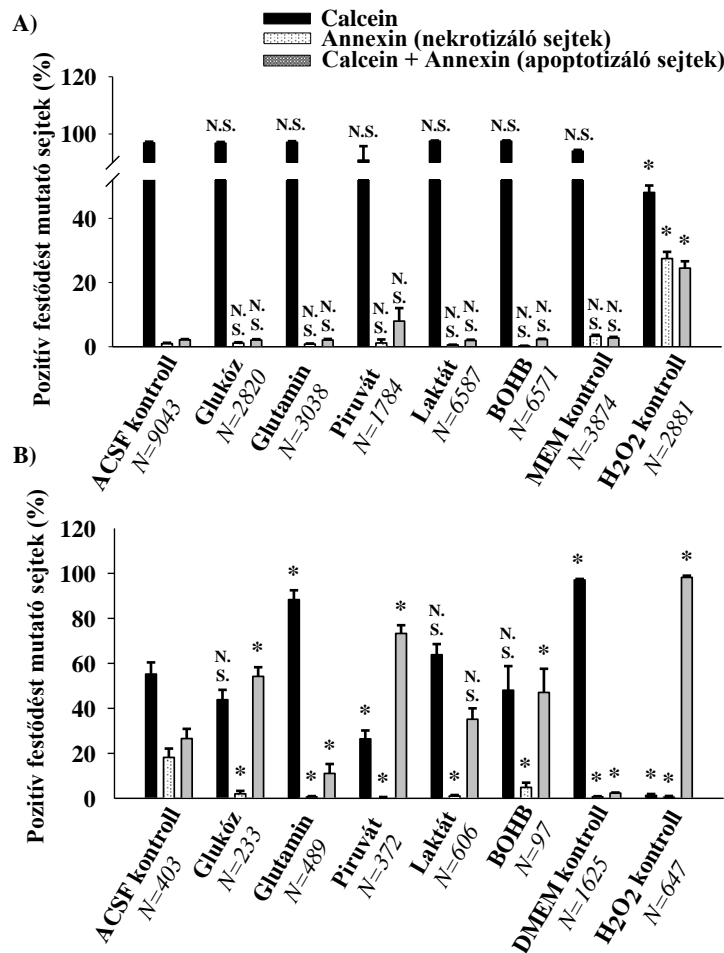 A)
Calcein
Annexin (nekrotizáló sejtek)
Calcein + Annexin (apoptotizáló sejtek)
Pozitív festődést mutató sejtek (%)
120
100
40
20
0
N.S.
N.S.
N.S.
N.S.
N.S.
N.S.
*
*
*
N.
S.
N.
S.
N.
S.
N.
S.
N.
S.
N.
S.
N.
S.
N.
S.
N.
S.
N.
S.
N.
S.
N.
S.
ACSF kontroll
N=9043
Glukóz
N=2820
Glutamin
N=3038
Piruvát
N=1784
Laktát
N=6587
BOHB
N=6571
MEM kontroll
N=3874
H2O2 kontroll
N=2881
B)
Pozitív festődést mutató sejtek (%)
120
100
80
60
40
20
0
N.
S.
*
*
*
*
*
*
*
*
N.
S.
*
N.
S.
N.
S.
*
*
*
*
*
*
*
*
ACSF kontroll
N=403
Glukóz
N=233
Glutamin
N=489
Piruvát
N=372
Laktát
N=606
BOHB
N=97
DMEM kontroll
N=1625
H2O2 kontroll
N=647